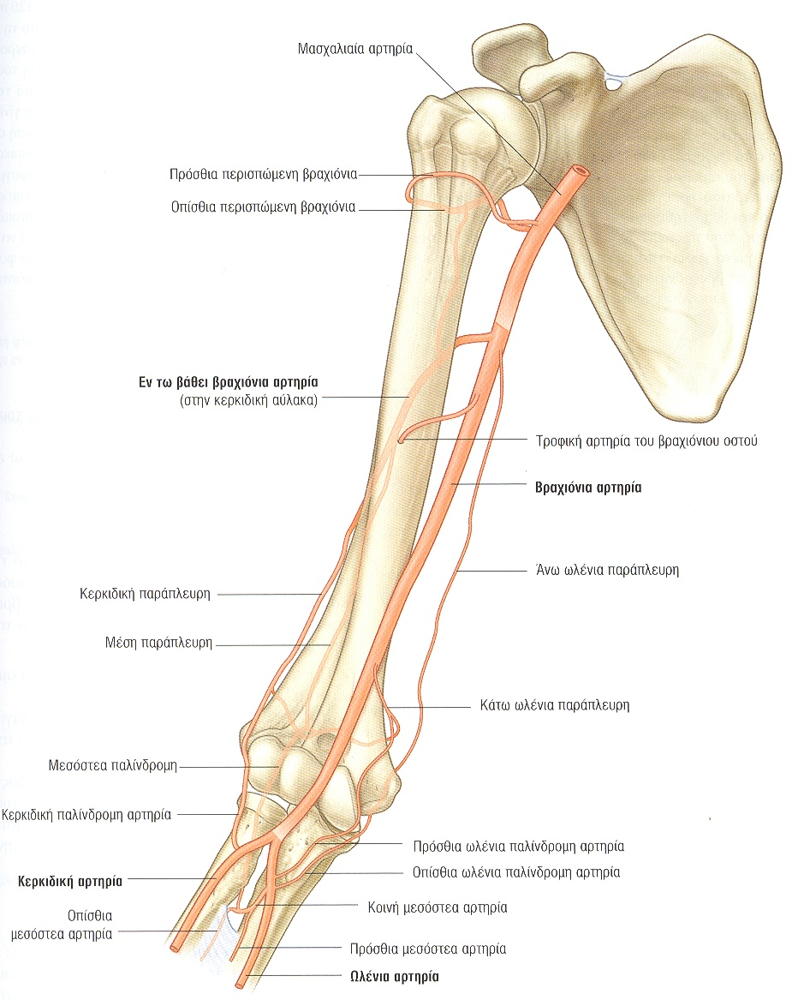 Μασχαλιαία αρτηρία
Πρόσθια περισπώμενη βραχιόνια
Οπίσθια περισπώμενη βραχιόνια
Εν τω βάθει βραχιόνια αρτηρία
(στην κερκιδική αύλακα)
Τροφική αρτηρία του βραχιόνιου οστού
Βραχιόνια αρτηρία
Άνω ωλένια παράπλευρη
Κερκιδική παράπλευρη
Μέση παράπλευρη
Κάτω ωλένια παράπλευρη
Μεσόστεα παλίνδρομη
Κερκιδική παλίνδρομη αρτηρία
Πρόσθια ωλένια παλίνδρομη αρτηρία
Οπίσθια ωλένια παλίνδρομη αρτηρία
Κερκιδική αρτηρία
Κοινή μεσόστεα αρτηρία
Οπίσθια
μεσόστεα αρτηρία
Πρόσθια μεσόστεα αρτηρία
Ωλένια αρτηρία